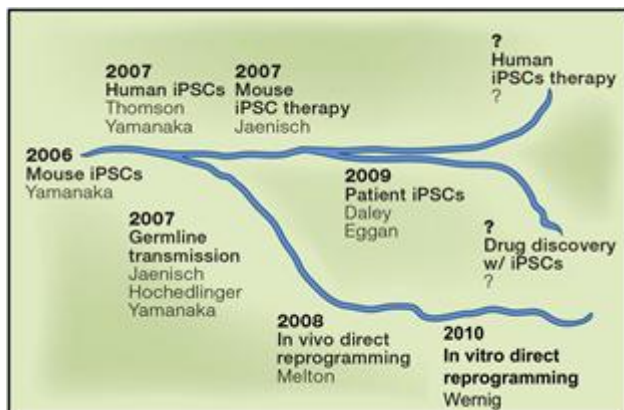 2006
Mouse iPSCs
Yamanaka
2007
Human iPSCs
Thomson
Yamanaka
2007
Mouse
iPSC therapy
Jaenisch
?
Human
iPSCs therapy
?
2007
Germline
transmission
Jaenisch
Hochedlinger
Yamanaka
2009
Patient iPSCs
Daley
Eggan
?
Drug discovery
w/ iPSCs
?
2008
In vivo direct
reprogramming
Melton
2010
In vitro direct
reprogramming
Wernig